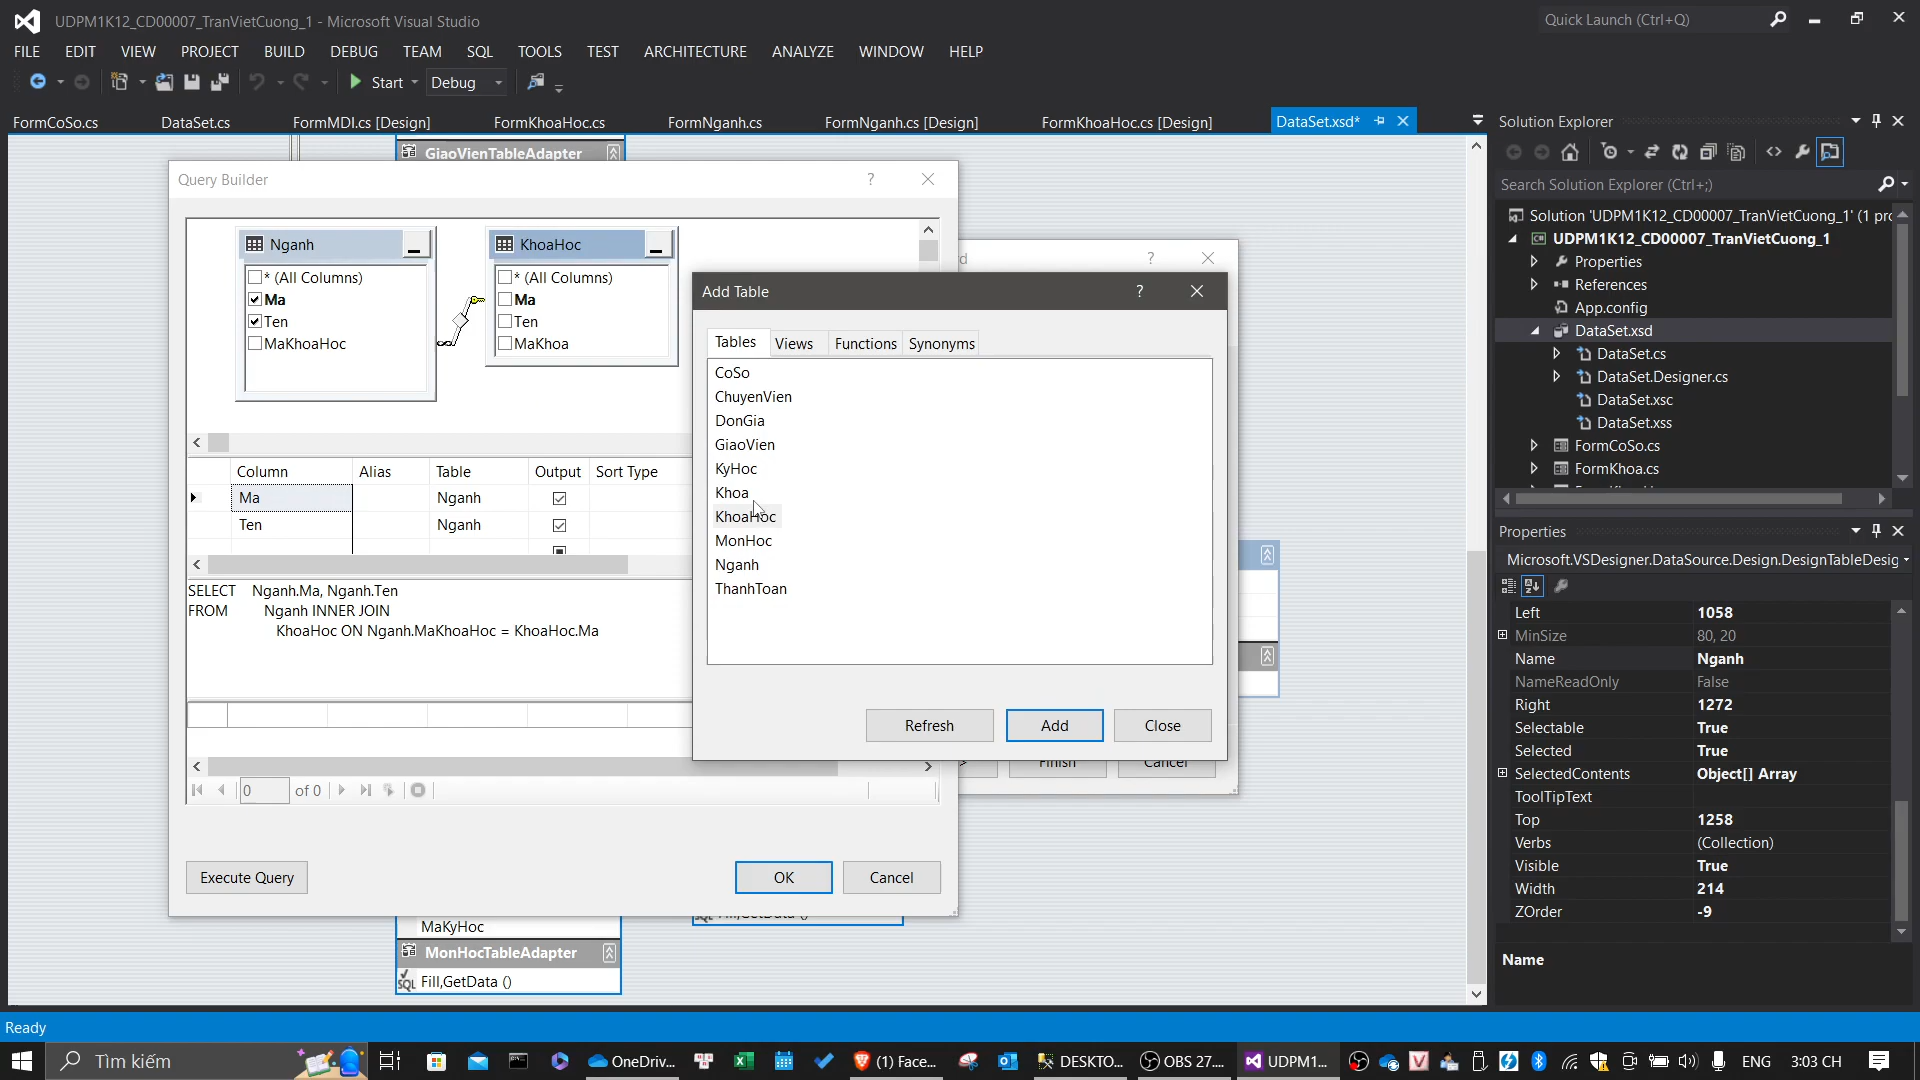 UDPM1K12_CD00007_TranVietCuong_1 - Microsoft Visual Studio
Quick Launch (Ctrl+Q)
FILE EDIT VIEW PROJECT BUILD DEBUG TEAM SQL TOOLS TEST ARCHITECTURE ANALYZE WINDOW HELP
Start Debug
FormCoSo.cs DataSet.cs FormMDI.cs [Design] FormKhoaHoc.cs FormNganh.cs FormNganh.cs [Design] FormKhoaHoc.cs [Design] DataSet.xsd*
GiaoVienTableAdapter
Query Builder
Nganh
* (All Columns)
Ma
Ten
MaKhoaHoc
KhoaHoc
* (All Columns)
Ma
Ten
MaKhoa
Column Alias Table Output Sort Type
Ma Nganh
Ten Nganh
SELECT Nganh.Ma, Nganh.Ten
FROM Nganh INNER JOIN
KhoaHoc ON Nganh.MaKhoaHoc = KhoaHoc.Ma
0 of 0
Execute Query OK Cancel
Add Table
Tables Views Functions Synonyms
CoSo
ChuyenVien
DonGia
GiaoVien
KyHoc
Khoa
KhoaHoc
MonHoc
Nganh
ThanhToan
Refresh Add Close
Finish Cancel
MaKyHoc
MonHocTableAdapter
Fill,GetData ()
Solution Explorer
Search Solution Explorer (Ctrl+;)
Solution 'UDPM1K12_CD00007_TranVietCuong_1' (1 pro
UDPM1K12_CD00007_TranVietCuong_1
Properties
References
App.config
DataSet.xsd
DataSet.cs
DataSet.Designer.cs
DataSet.xsc
DataSet.xss
FormCoSo.cs
FormKhoa.cs
Properties
Microsoft.VSDesigner.DataSource.Design.DesignTableDesig
Left 1058
MinSize 80, 20
Name Nganh
NameReadOnly False
Right 1272
Selectable True
Selected True
SelectedContents Object[] Array
ToolTipText
Top 1258
Verbs (Collection)
Visible True
Width 214
ZOrder -9
Name
Ready
Tìm kiếm
OneDriv...
(1) Face...
DESKTO...
OBS 27....
UDPM1...
ENG
3:03 CH